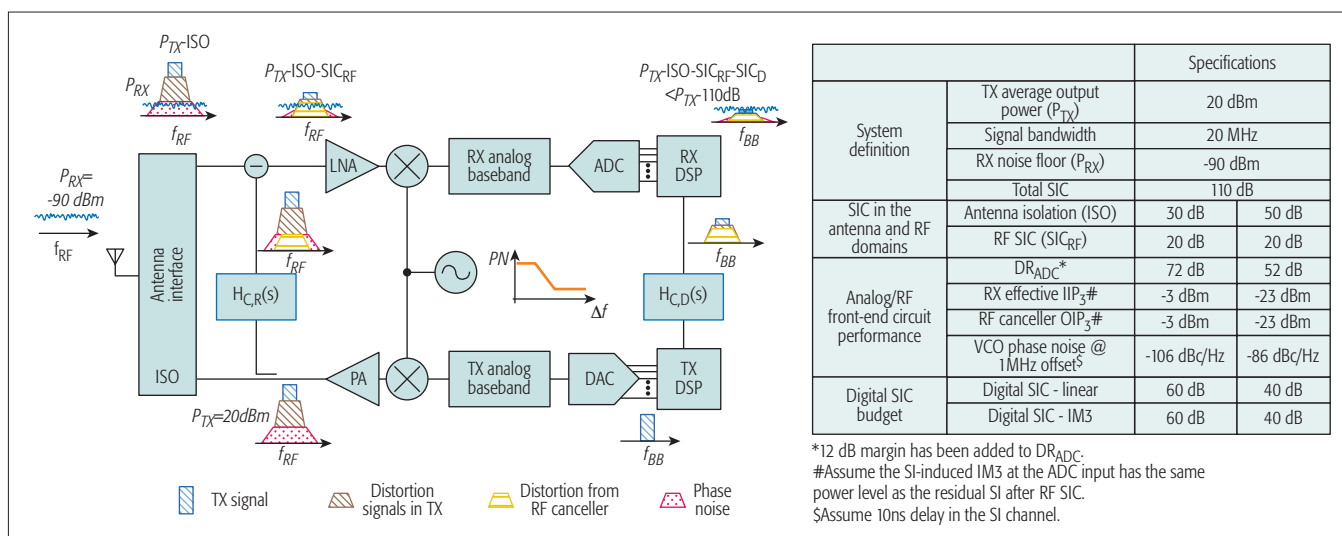 P_TX-ISO
P_RX
f_RF
P_TX-ISO-SIC_RF
f_RF
P_TX-ISO-SIC_RF-SIC_D
<P_TX-110dB
f_BB
P_RX=
-90 dBm
f_RF
Antenna
interface
ISO
−
LNA
RX analog
baseband
ADC
RX
DSP
f_RF
H_C,R(s)
PN
Δf
f_BB
H_C,D(s)
PA
TX analog
baseband
DAC
TX
DSP
P_TX=20dBm
f_RF
f_BB
TX signal
Distortion
signals in TX
Distortion from
RF canceller
Phase
noise
Specifications
System
definition
TX average output
power (P_TX)
20 dBm
Signal bandwidth
20 MHz
RX noise floor (P_RX)
-90 dBm
Total SIC
110 dB
SIC in the
antenna and RF
domains
Antenna isolation (ISO)
30 dB
50 dB
RF SIC (SIC_RF)
20 dB
20 dB
Analog/RF
front-end circuit
performance
DR_ADC*
72 dB
52 dB
RX effective IIP_3#
-3 dBm
-23 dBm
RF canceller OIP_3#
-3 dBm
-23 dBm
VCO phase noise @
1MHz offset$
-106 dBc/Hz
-86 dBc/Hz
Digital SIC
budget
Digital SIC - linear
60 dB
40 dB
Digital SIC - IM3
60 dB
40 dB
*12 dB margin has been added to DR_ADC.
#Assume the SI-induced IM3 at the ADC input has the same
power level as the residual SI after RF SIC.
$Assume 10ns delay in the SI channel.